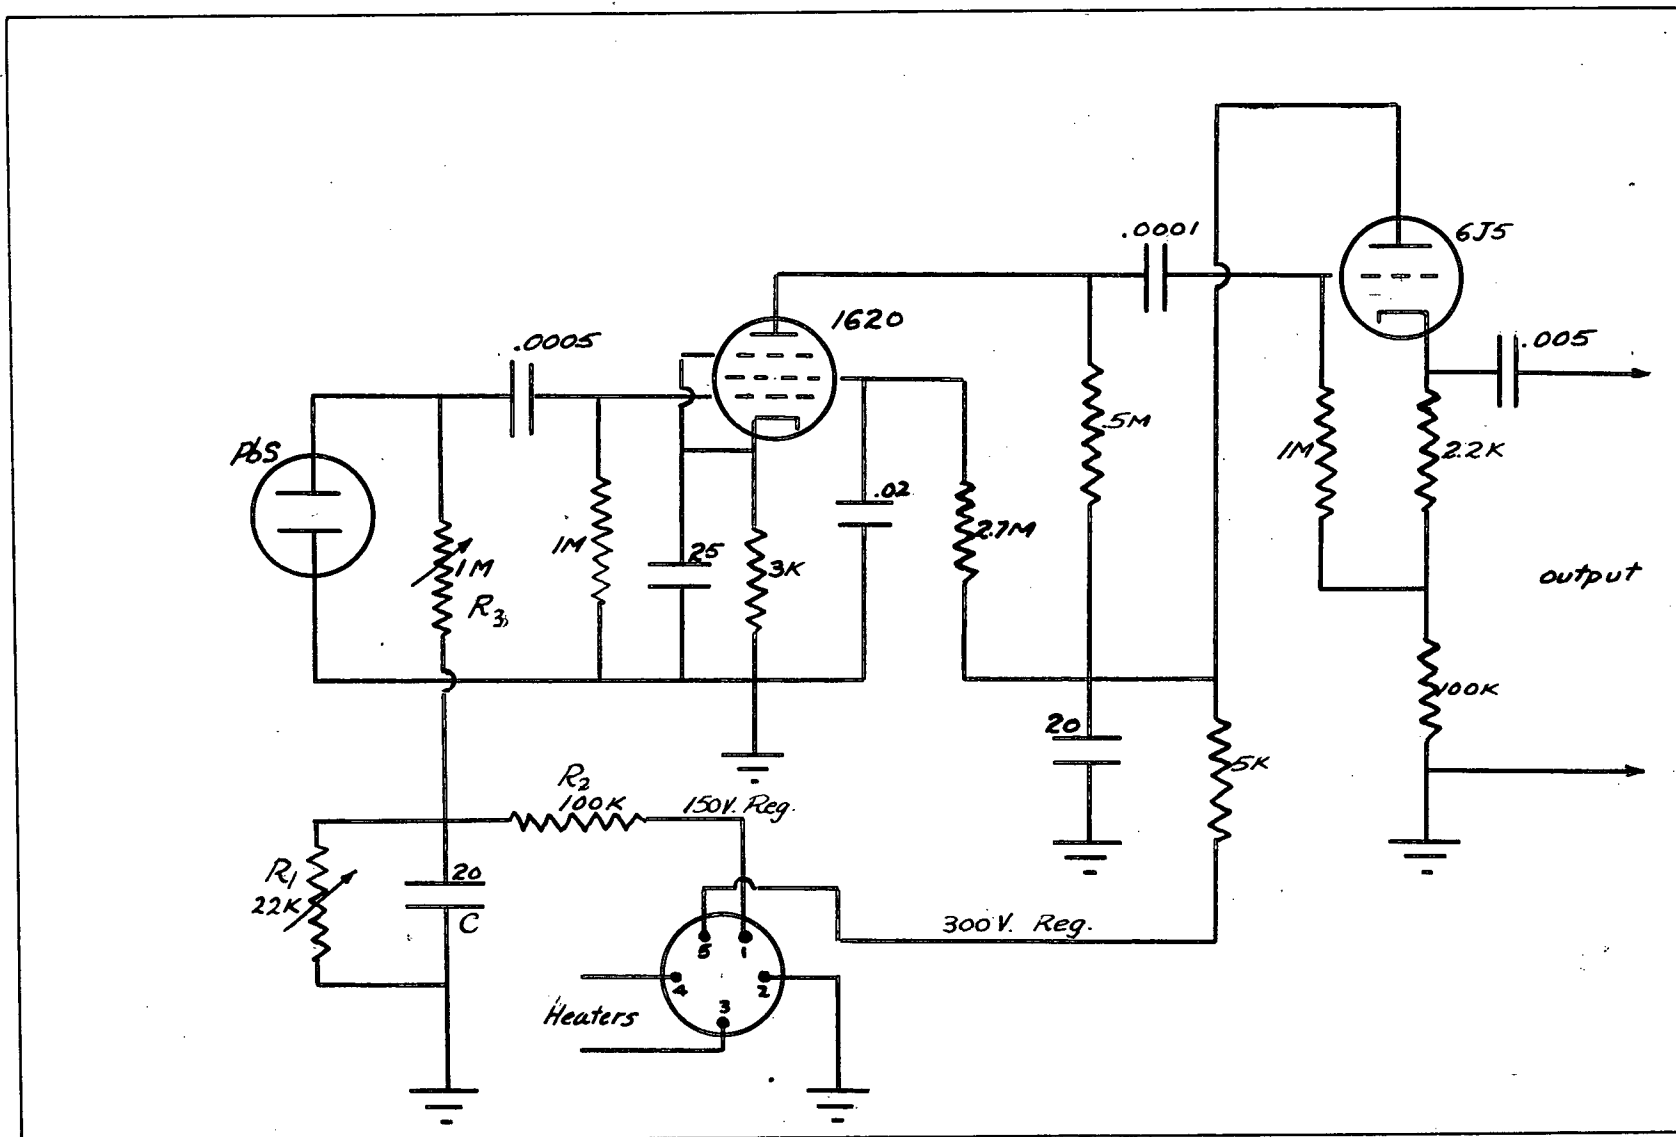 .0001
6J5
1620
.0005
.005
PbS
.5M
1M
2.2K
.02
2.7M
1M
25
3K
1M
R3
output
100K
20
5K
R2
100K
150V. Reg.
R1
22K
20
C
300V. Reg.
5
1
4
2
3
Heaters